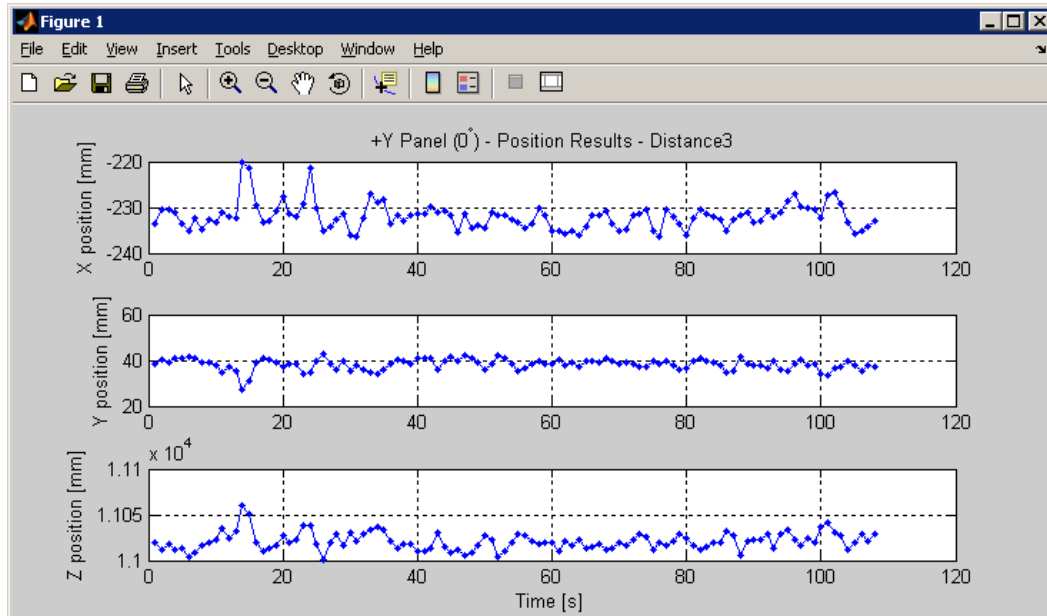 Figure 1
File Edit View Insert Tools Desktop Window Help
+Y Panel (0°) - Position Results - Distance3
X position [mm]
-220
-230
-240
0 20 40 60 80 100 120
Y position [mm]
60
40
20
0 20 40 60 80 100 120
x 10^4
Z position [mm]
1.11
1.105
1.1
0 20 40 60 80 100 120
Time [s]